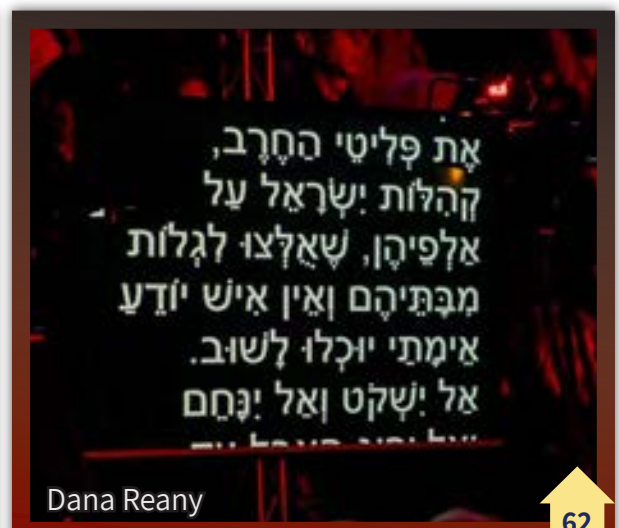 אֶת פְּלִיטֵי הַחֶרֶב,
קְהִלּוֹת יִשְׂרָאֵל עַל
אַלְפֵיהֶן, שֶׁאֻלְּצוּ לִגְלוֹת
מִבָּתֵּיהֶם וְאֵין אִישׁ יוֹדֵעַ
אֵימָתַי יוּכְלוּ לָשׁוּב.
אַל יִשְׁקֹט וְאַל יִנָּחֵם
Dana Reany
62